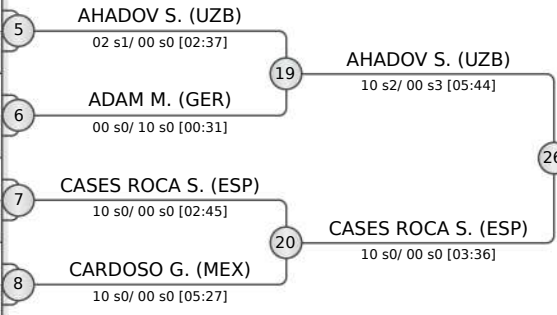 AHADOV S. (UZB)
5
02 s1/ 00 s0 [02:37]
19
AHADOV S. (UZB)
10 s2/ 00 s3 [05:44]
ADAM M. (GER)
6
00 s0/ 10 s0 [00:31]
26
CASES ROCA S. (ESP)
7
10 s0/ 00 s0 [02:45]
20
CASES ROCA S. (ESP)
10 s0/ 00 s0 [03:36]
CARDOSO G. (MEX)
8
10 s0/ 00 s0 [05:27]